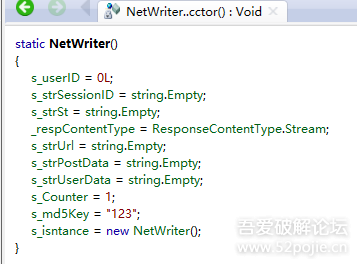 NetWriter..cctor() : Void
static NetWriter()
{
s_userID = 0L;
s_strSessionID = string.Empty;
s_strSt = string.Empty;
_respContentType = ResponseContentType.Stream;
s_strUrl = string.Empty;
s_strPostData = string.Empty;
s_strUserData = string.Empty;
s_Counter = 1;
s_md5Key = "123";
s_isntance = new NetWriter();
}
吾爱破解论坛
www.52pojie.cn